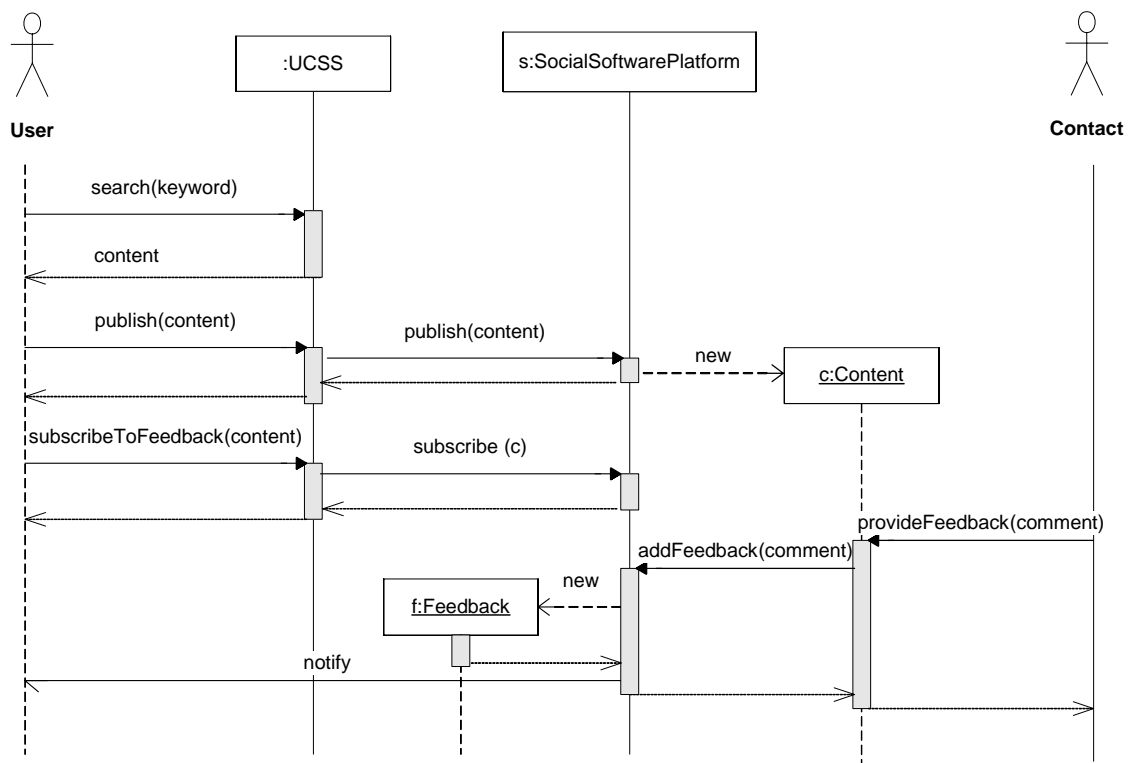 :UCSS
s:SocialSoftwarePlatform
User
Contact
search(keyword)
content
publish(content)
publish(content)
new
c:Content
subscribeToFeedback(content)
subscribe (c)
provideFeedback(comment)
addFeedback(comment)
new
f:Feedback
notify